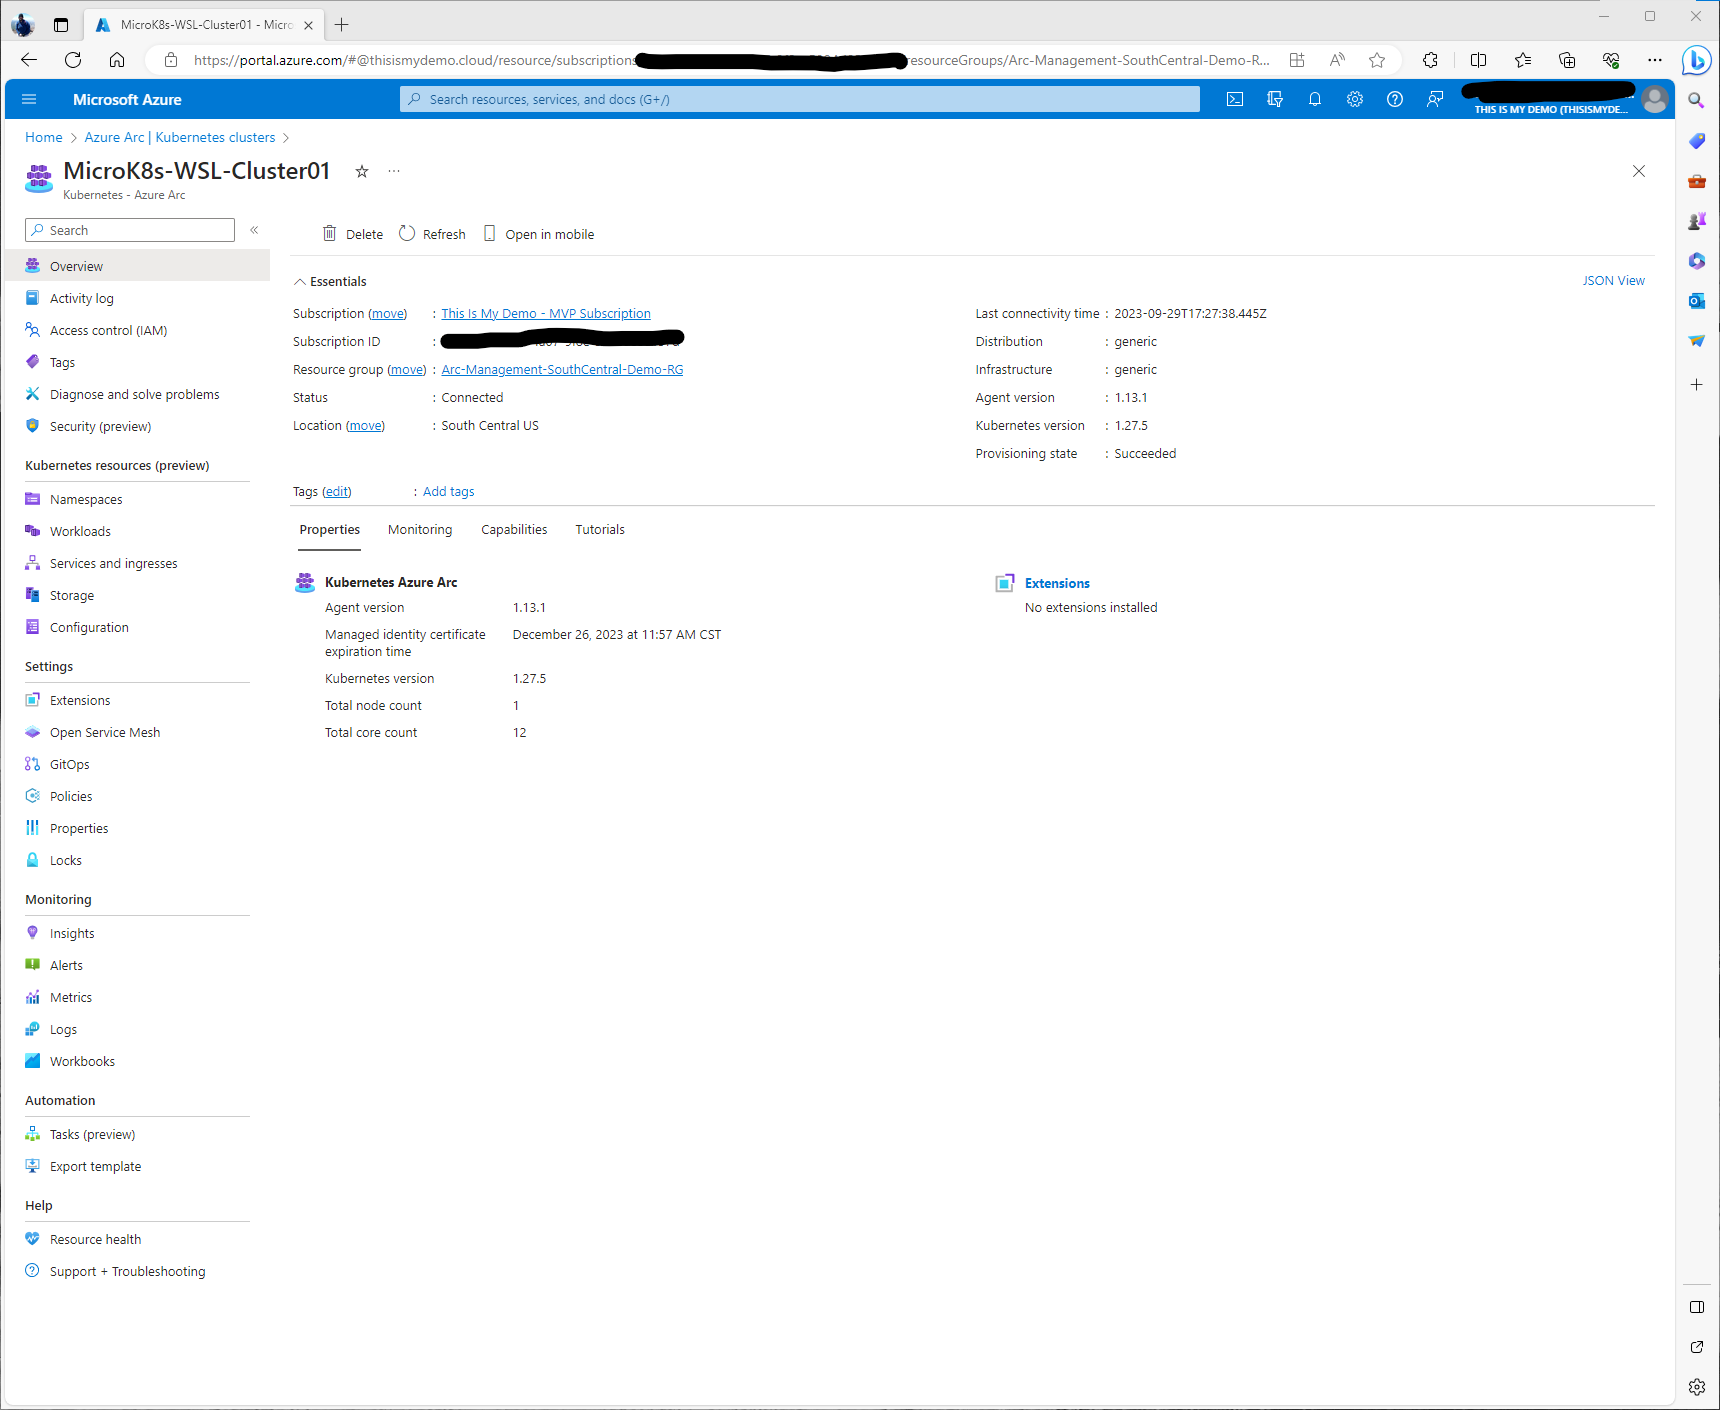 MicroK8s-WSL-Cluster01 - Micro
https://portal.azure.com/#@thisismydemo.cloud/resource/subscriptions
esourceGroups/Arc-Management-SouthCentral-Demo-R...
Microsoft Azure
Search resources, services, and docs (G+/)
THIS IS MY DEMO (THISISMYDE...
Home > Azure Arc | Kubernetes clusters >
MicroK8s-WSL-Cluster01
Kubernetes - Azure Arc
Search
Delete
Refresh
Open in mobile
Overview
Activity log
Access control (IAM)
Tags
Diagnose and solve problems
Security (preview)
Kubernetes resources (preview)
Namespaces
Workloads
Services and ingresses
Storage
Configuration
Settings
Extensions
Open Service Mesh
GitOps
Policies
Properties
Locks
Monitoring
Insights
Alerts
Metrics
Logs
Workbooks
Automation
Tasks (preview)
Export template
Help
Resource health
Support + Troubleshooting
Essentials
JSON View
Subscription (move) : This Is My Demo - MVP Subscription
Subscription ID :
Resource group (move) : Arc-Management-SouthCentral-Demo-RG
Status : Connected
Location (move) : South Central US
Last connectivity time : 2023-09-29T17:27:38.445Z
Distribution : generic
Infrastructure : generic
Agent version : 1.13.1
Kubernetes version : 1.27.5
Provisioning state : Succeeded
Tags (edit) : Add tags
Properties
Monitoring
Capabilities
Tutorials
Kubernetes Azure Arc
Agent version 1.13.1
Managed identity certificate December 26, 2023 at 11:57 AM CST
expiration time
Kubernetes version 1.27.5
Total node count 1
Total core count 12
Extensions
No extensions installed